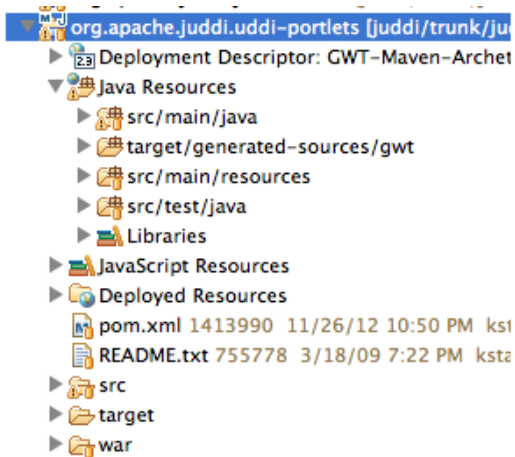 org.apache.juddi.uddi-portlets [juddi/trunk/juc
Deployment Descriptor: GWT-Maven-Archet
Java Resources
src/main/java
target/generated-sources/gwt
src/main/resources
src/test/java
Libraries
JavaScript Resources
Deployed Resources
pom.xml 1413990 11/26/12 10:50 PM kst
README.txt 755778 3/18/09 7:22 PM ksta
src
target
war